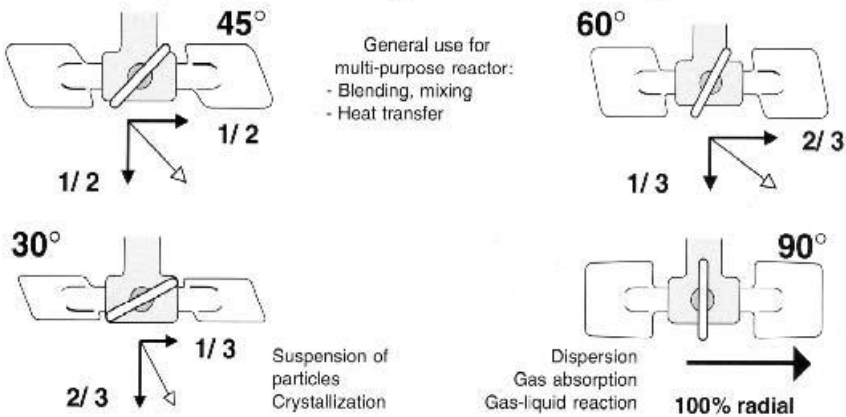 45°
General use for
multi-purpose reactor:
- Blending, mixing
- Heat transfer
60°
1/ 2
1/ 2
2/ 3
1/ 3
30°
90°
1/ 3
2/ 3
Suspension of
particles
Crystallization
Dispersion
Gas absorption
Gas-liquid reaction
100% radial